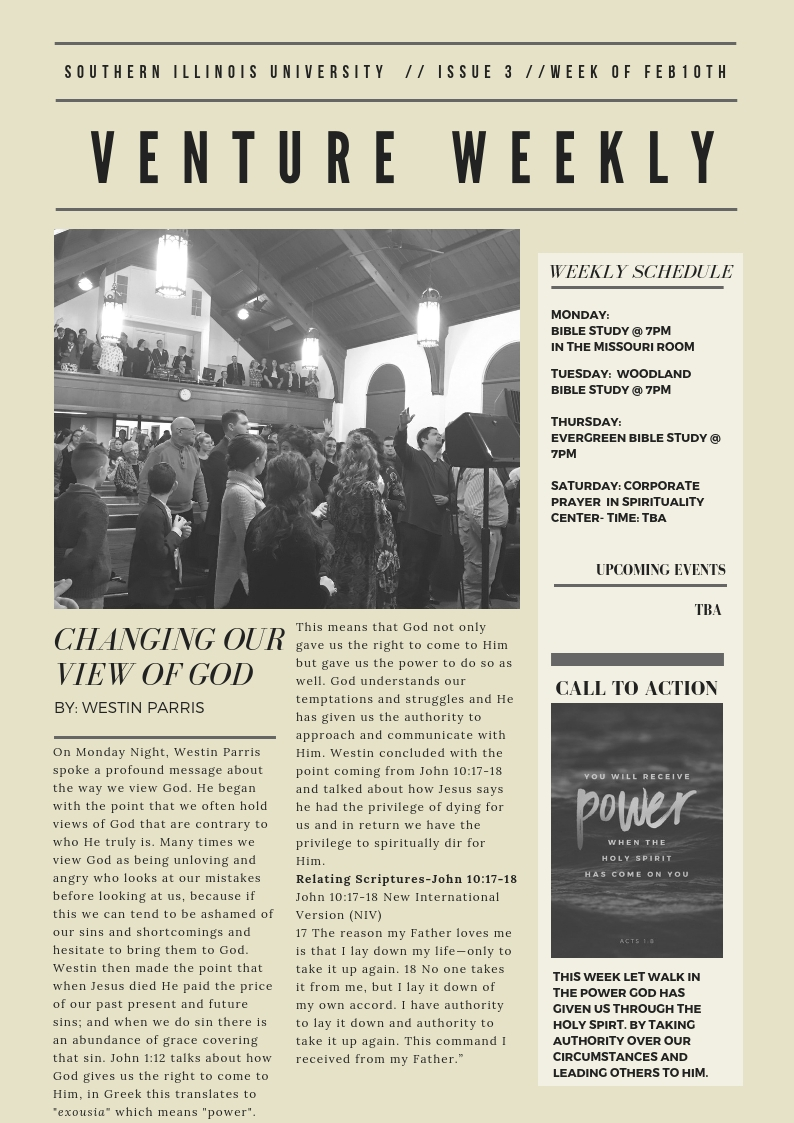 SOUTHERN ILLINOIS UNIVERSITY // ISSUE 3 //WEEK OF FEB10TH
VENTURE WEEKLY
CHANGING OUR
VIEW OF GOD
BY: WESTIN PARRIS
On Monday Night, Westin Parris
spoke a profound message about
the way we view God. He began
with the point that we often hold
views of God that are contrary to
who He truly is. Many times we
view God as being unloving and
angry who looks at our mistakes
before looking at us, because if
this we can tend to be ashamed of
our sins and shortcomings and
hesitate to bring them to God.
Westin then made the point that
when Jesus died He paid the price
of our past present and future
sins; and when we do sin there is
an abundance of grace covering
that sin. John 1:12 talks about how
God gives us the right to come to
Him, in Greek this translates to
"exousia" which means "power".
This means that God not only
gave us the right to come to Him
but gave us the power to do so as
well. God understands our
temptations and struggles and He
has given us the authority to
approach and communicate with
Him. Westin concluded with the
point coming from John 10:17-18
and talked about how Jesus says
he had the privilege of dying for
us and in return we have the
privilege to spiritually dir for
Him.
Relating Scriptures-John 10:17-18
John 10:17-18 New International
Version (NIV)
17 The reason my Father loves me
is that I lay down my life—only to
take it up again. 18 No one takes
it from me, but I lay it down of
my own accord. I have authority
to lay it down and authority to
take it up again. This command I
received from my Father.”
WEEKLY SCHEDULE
MONDAY:
BIBLE STUDY @ 7PM
IN THE MISSOURI ROOM
TUESDAY: WOODLAND
BIBLE STUDY @ 7PM
THURSDAY:
EVERGREEN BIBLE STUDY @
7PM
SATURDAY: CORPORATE
PRAYER IN SPIRITUALITY
CENTER- TIME: TBA
UPCOMING EVENTS
TBA
CALL TO ACTION
YOU WILL RECEIVE
power
WHEN THE
HOLY SPIRIT
HAS COME ON YOU
ACTS 1:8
THIS WEEK LET WALK IN
THE POWER GOD HAS
GIVEN US THROUGH THE
HOLY SPIRT. BY TAKING
AUTHORITY OVER OUR
CIRCUMSTANCES AND
LEADING OTHERS TO HIM.